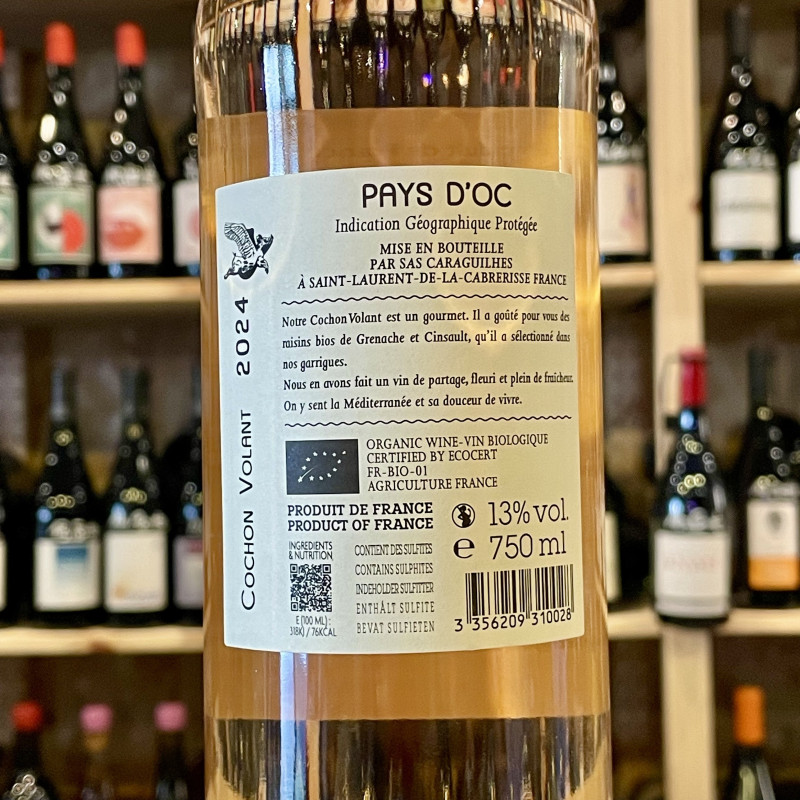 PAYS D'OC
Indication Géographique Protégée
MISE EN BOUTEILLE
PAR SAS CARAGUILHES
À SAINT-LAURENT-DE-LA-CABRERISSE FRANCE
Notre Cochon Volant est un gourmet. Il a goûté pour vous des
raisins bios de Grenache et Cinsault, qu'il a sélectionné dans
nos garrigues.
Nous en avons fait un vin de partage, fleuri et plein de fraîcheur.
On y sent la Méditerranée et sa douceur de vivre.
ORGANIC WINE-VIN BIOLOGIQUE
CERTIFIED BY ECOCERT
FR-BIO-01
AGRICULTURE FRANCE
PRODUIT DE FRANCE
PRODUCT OF FRANCE
13% vol.
e 750 ml
INGREDIENTS
& NUTRITION
E (100 ML) :
318KJ / 76KCAL
CONTIENT DES SULFITES
CONTAINS SULPHITES
INDEHOLDER SULFITTER
ENTHÄLT SULFITE
BEVAT SULFIETEN
3 356209 310028
COCHON VOLANT 2024